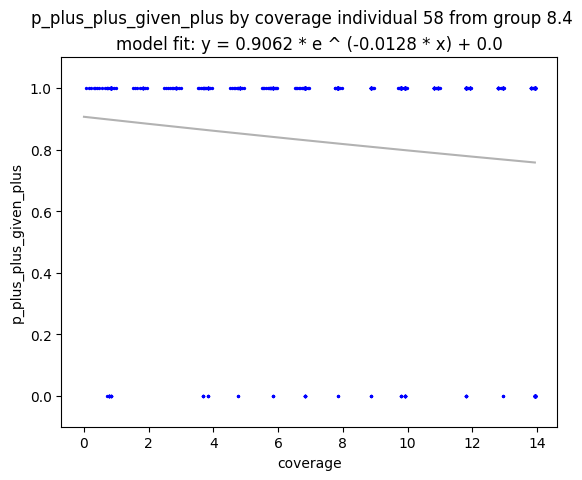 p_plus_plus_given_plus by coverage individual 58 from group 8.4
model fit: y = 0.9062 * e ^ (-0.0128 * x) + 0.0
1.0
0.8
0.6
0.4
0.2
0.0
p_plus_plus_given_plus
0 2 4 6 8 10 12 14
coverage